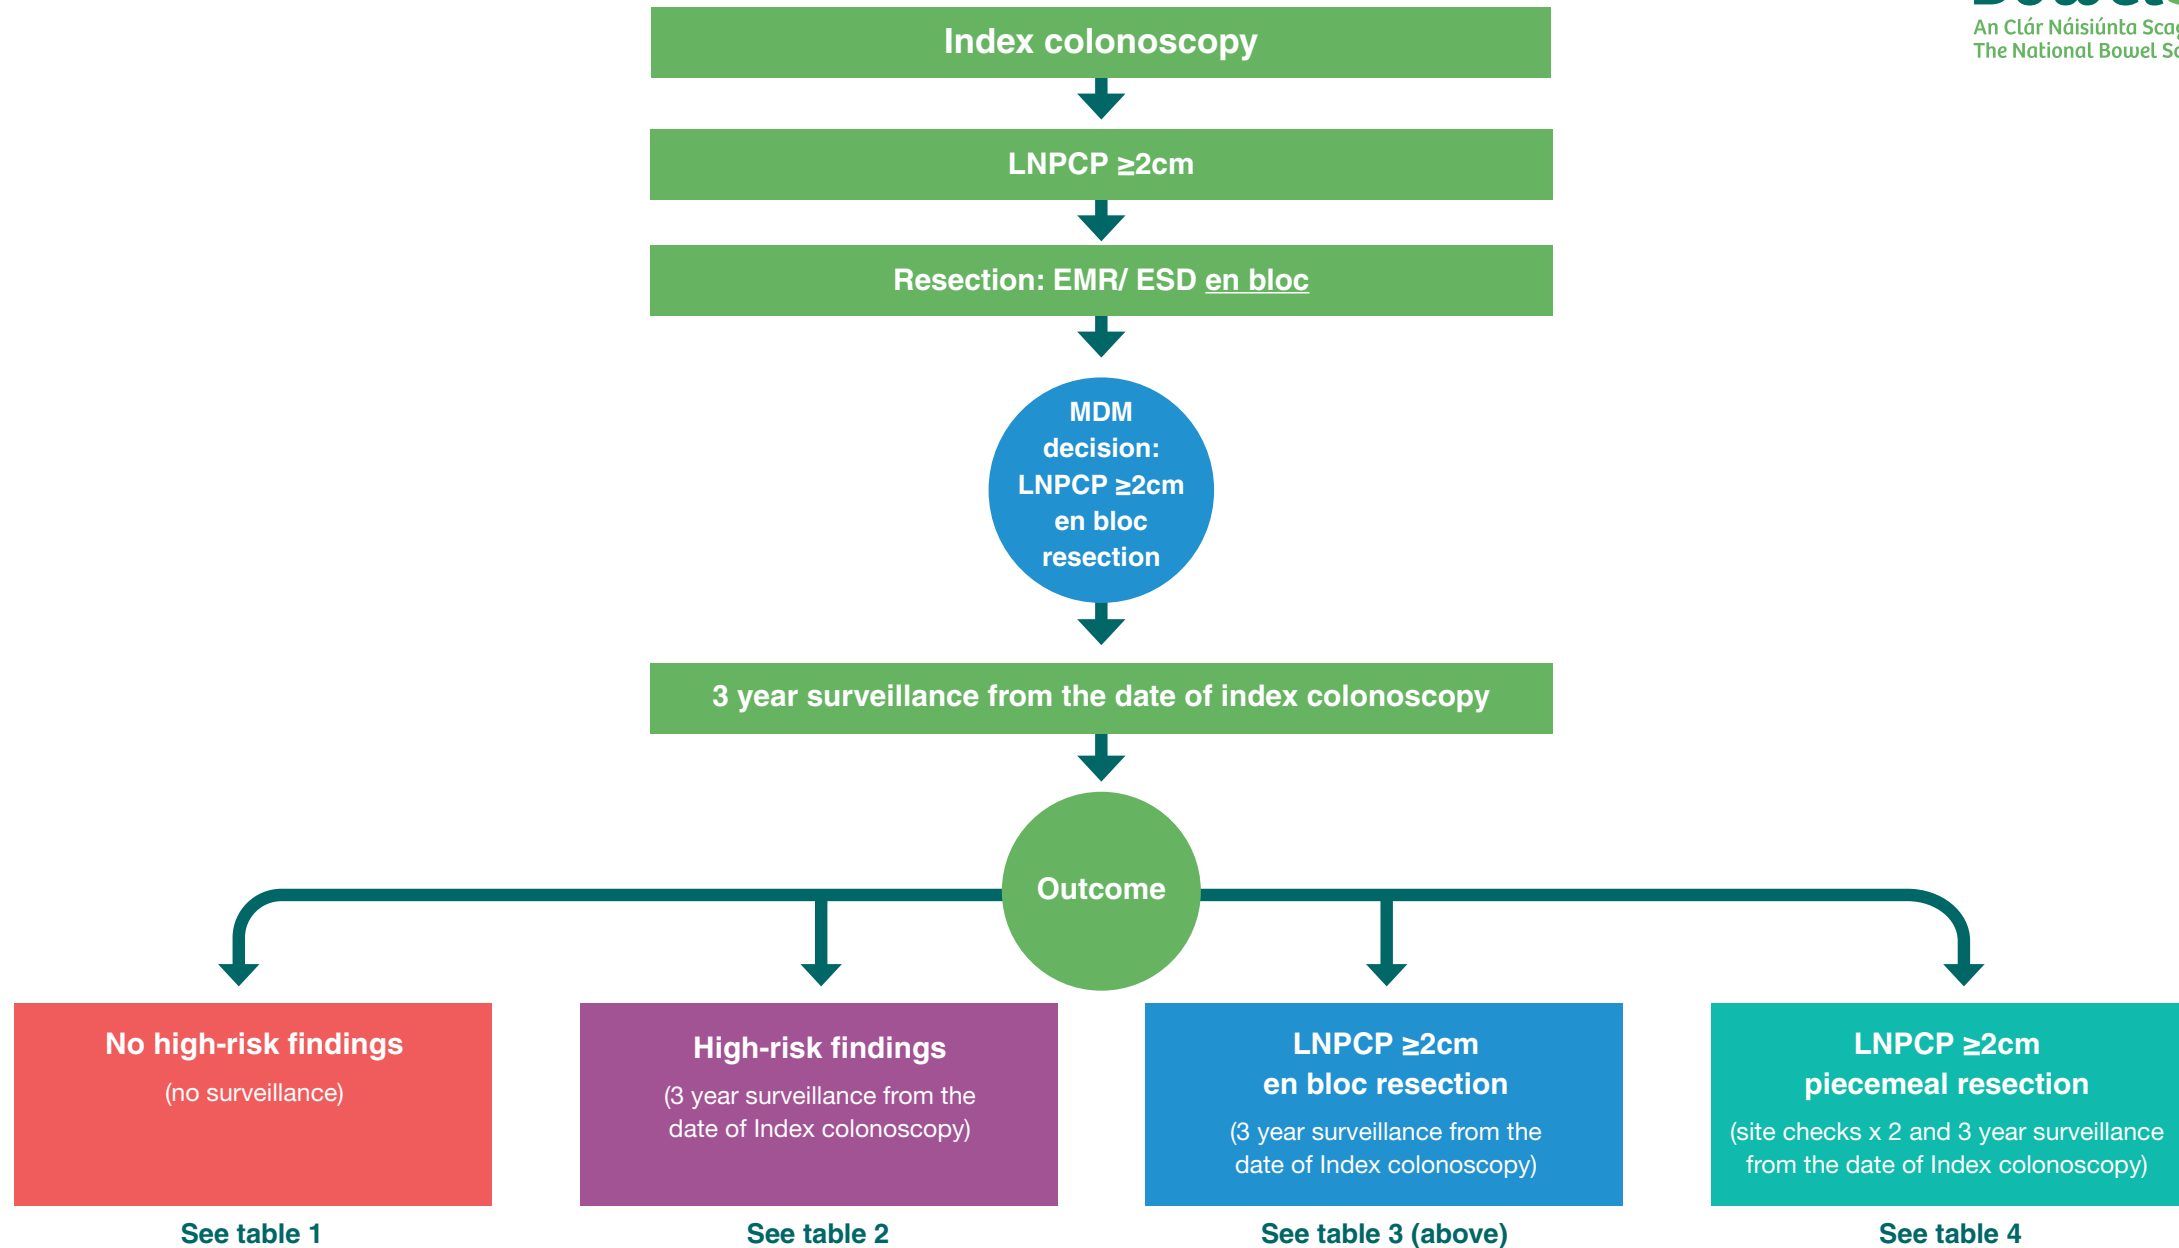 An Clár Náisiúnta
The National Bowel
Index colonoscopy
LNPCP ≥2cm
Resection: EMR/ ESD en bloc
MDM
decision:
LNPCP ≥2cm
en bloc
resection
3 year surveillance from the date of index colonoscopy
Outcome
No high-risk findings
(no surveillance)
See table 1
High-risk findings
(3 year surveillance from the
date of Index colonoscopy)
See table 2
LNPCP ≥2cm
en bloc resection
(3 year surveillance from the
date of Index colonoscopy)
See table 3 (above)
LNPCP ≥2cm
piecemeal resection
(site checks x 2 and 3 year surveillance
from the date of Index colonoscopy)
See table 4